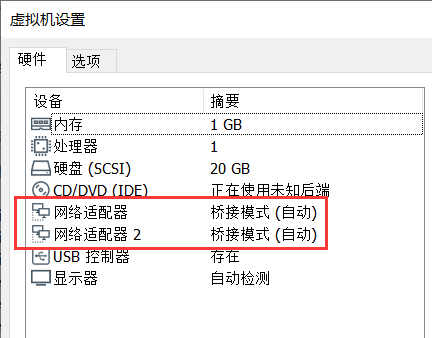 虚拟机设置
硬件 选项
设备 摘要
内存 1 GB
处理器 1
硬盘 (SCSI) 20 GB
CD/DVD (IDE) 正在使用未知后端
网络适配器 桥接模式 (自动)
网络适配器 2 桥接模式 (自动)
USB 控制器 存在
显示器 自动检测